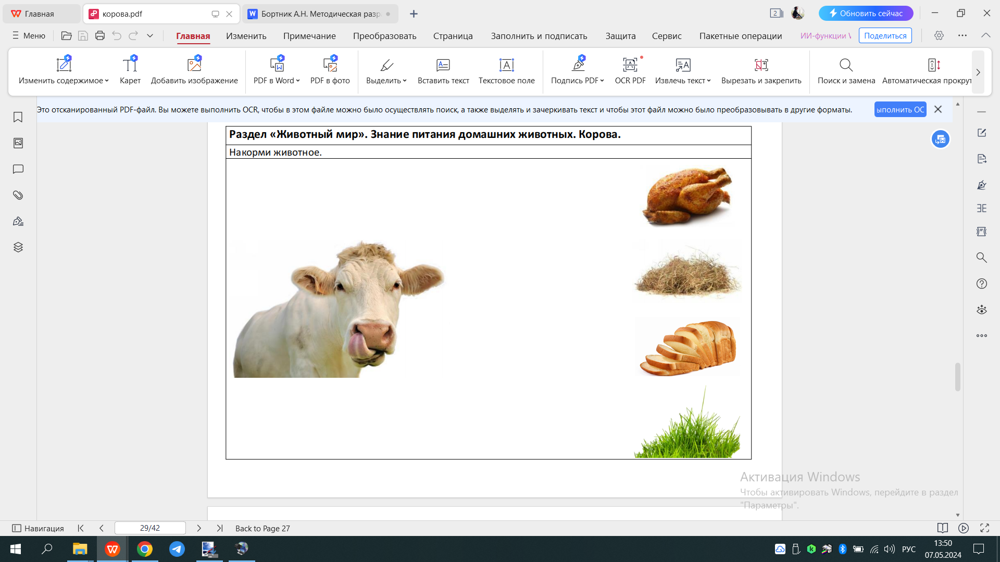 Главная
корова.pdf
Бортник А.Н. Методическая разр
2
Обновить сейчас
Меню
Главная
Изменить
Примечание
Преобразовать
Страница
Заполнить и подписать
Защита
Сервис
Пакетные операции
ИИ-функции
Поделиться
Изменить содержимое
Карет
Добавить изображение
PDF в Word
PDF в фото
Выделить
Вставить текст
Текстовое поле
Подпись PDF
OCR PDF
Извлечь текст
Вырезать и закрепить
Поиск и замена
Автоматическая прокрут
Это отсканированный PDF-файл. Вы можете выполнить OCR, чтобы в этом файле можно было осуществлять поиск, а также выделять и зачеркивать текст и чтобы этот файл можно было преобразовывать в другие форматы.
ыполнить OC
Раздел «Животный мир». Знание питания домашних животных. Корова.
Накорми животное.
Активация Windows
Чтобы активировать Windows, перейдите в раздел
"Параметры".
Навигация
29/42
Back to Page 27
РУС
13:50
07.05.2024